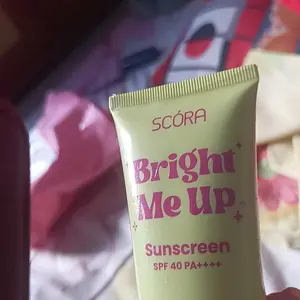 SCÓRA
Bright
Me Up
Sunscreen
SPF 40 PA++++